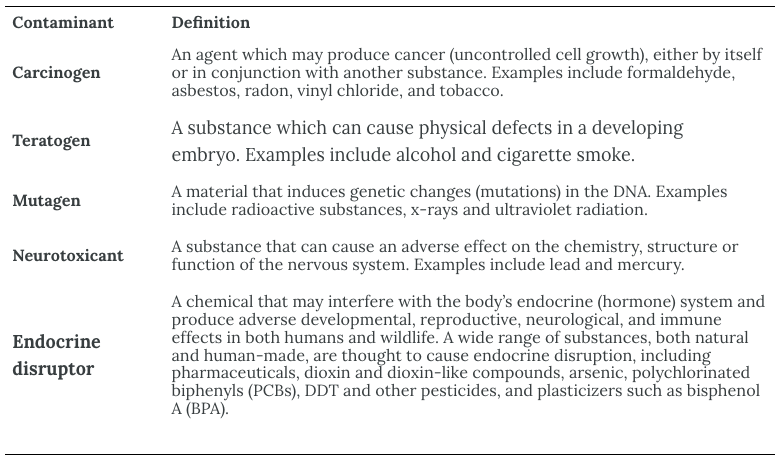 Contaminant Definition
Carcinogen
An agent which may produce cancer (uncontrolled cell growth), either by itself
or in conjunction with another substance. Examples include formaldehyde,
asbestos, radon, vinyl chloride, and tobacco.
Teratogen
A substance which can cause physical defects in a developing
embryo. Examples include alcohol and cigarette smoke.
Mutagen
A material that induces genetic changes (mutations) in the DNA. Examples
include radioactive substances, x-rays and ultraviolet radiation.
Neurotoxicant
A substance that can cause an adverse effect on the chemistry, structure or
function of the nervous system. Examples include lead and mercury.
Endocrine
disruptor
A chemical that may interfere with the body's endocrine (hormone) system and
produce adverse developmental, reproductive, neurological, and immune
effects in both humans and wildlife. A wide range of substances, both natural
and human-made, are thought to cause endocrine disruption, including
pharmaceuticals, dioxin and dioxin-like compounds, arsenic, polychlorinated
biphenyls (PCBs), DDT and other pesticides, and plasticizers such as bisphenol
A (BPA).